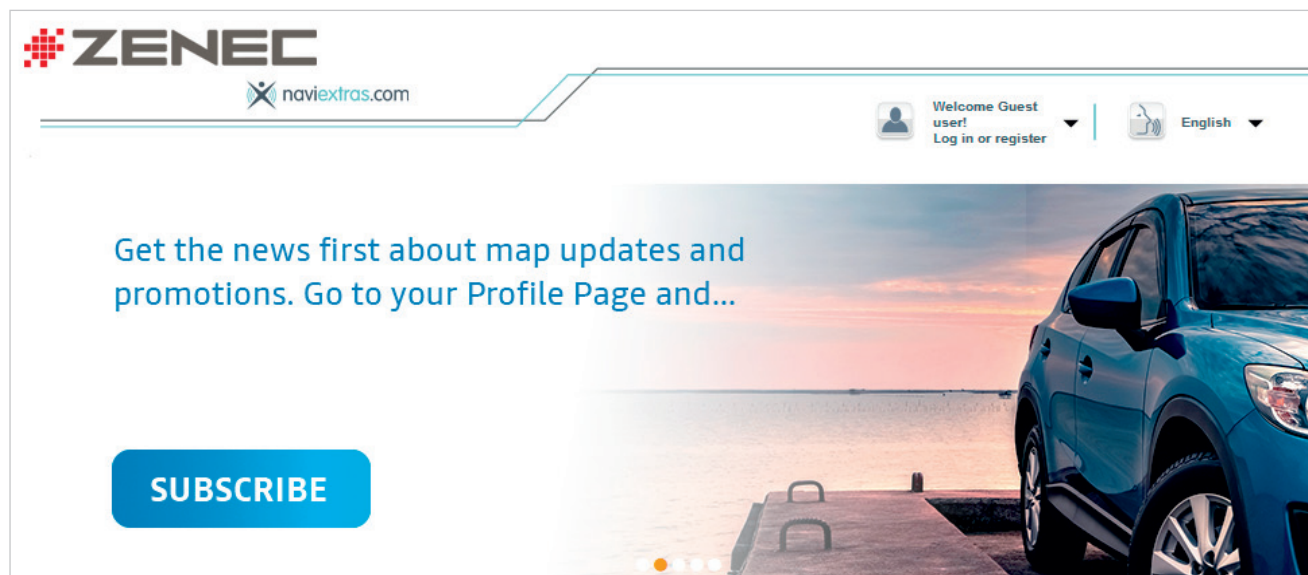 ZENEC
naviextras.com
Welcome Guest
user!
Log in or register
English
Get the news first about map updates and
promotions. Go to your Profile Page and...
SUBSCRIBE